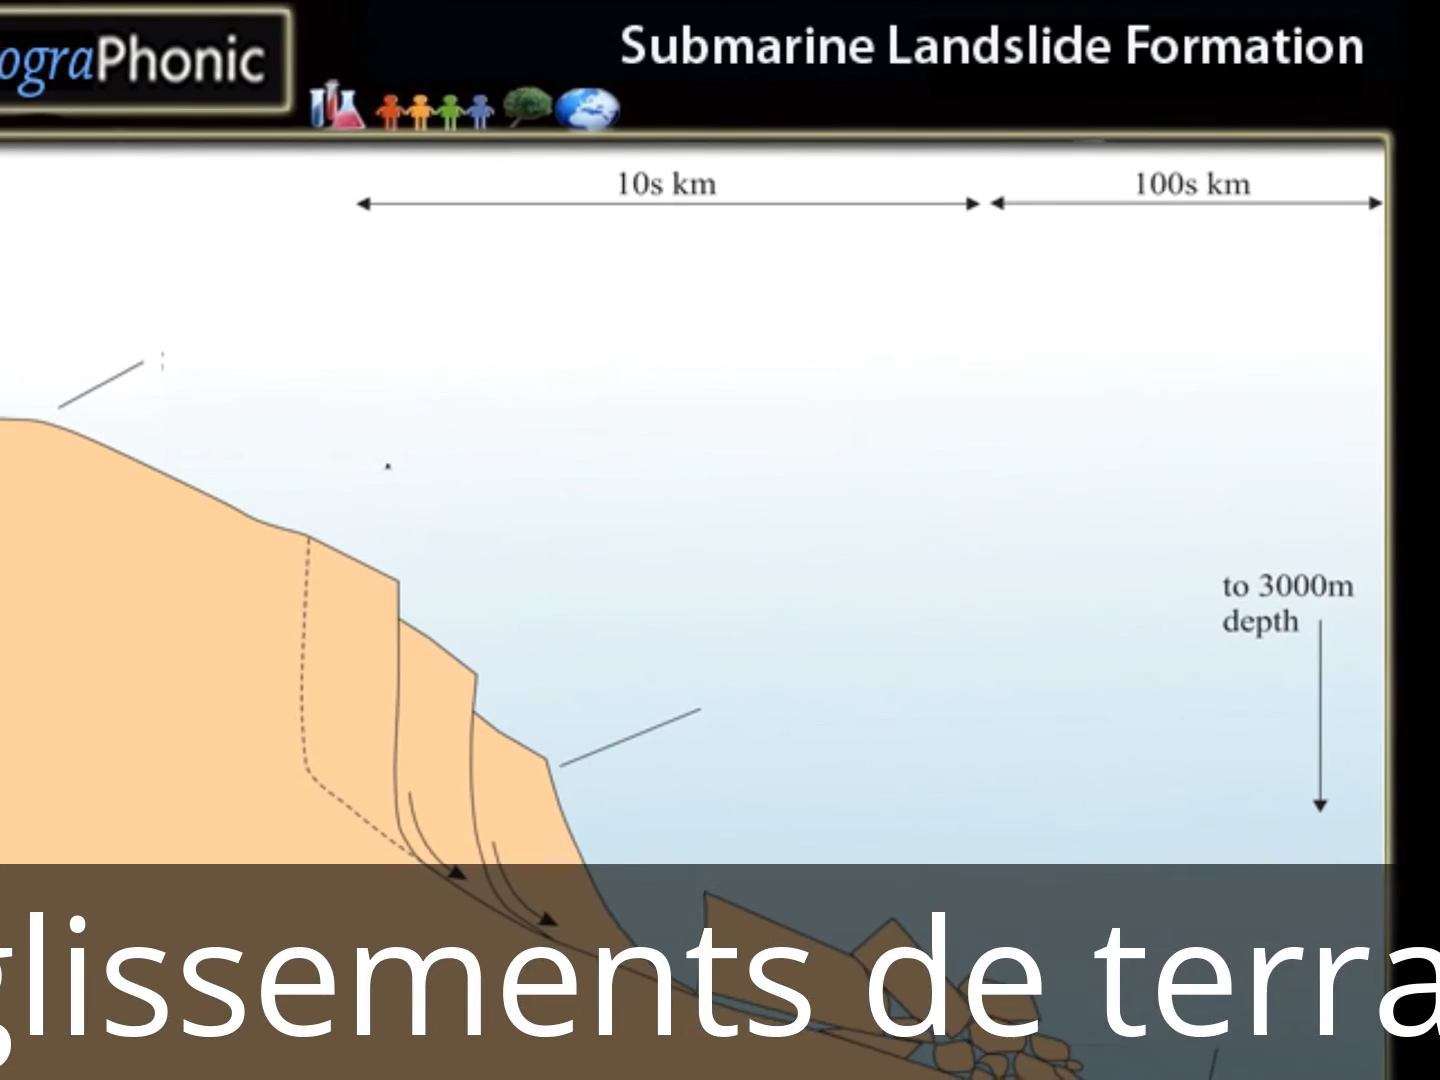 ograPhonic
Submarine Landslide Formation
10s km
100s km
to 3000m
depth
glissements de terra